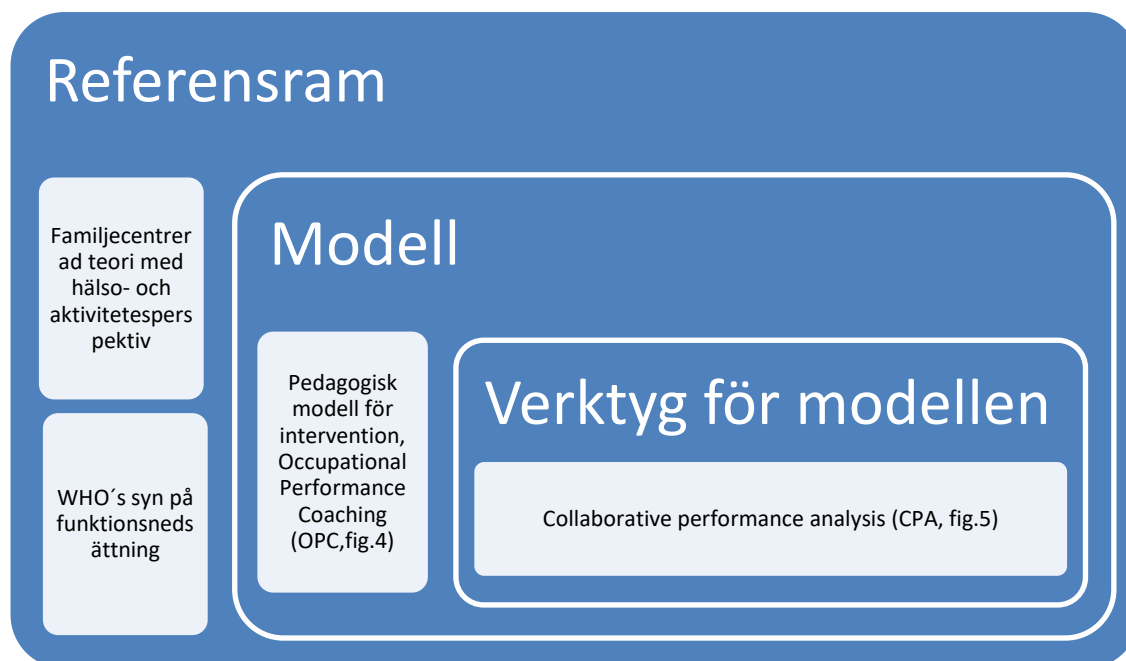 Referensram
Familjecentrer
ad teori med
hälso- och
aktivitetespers
pektiv
WHO´s syn på
funktionsneds
ättning
Modell
Pedagogisk
modell för
intervention,
Occupational
Performance
Coaching
(OPC,fig.4)
Verktyg för modellen
Collaborative performance analysis (CPA, fig.5)